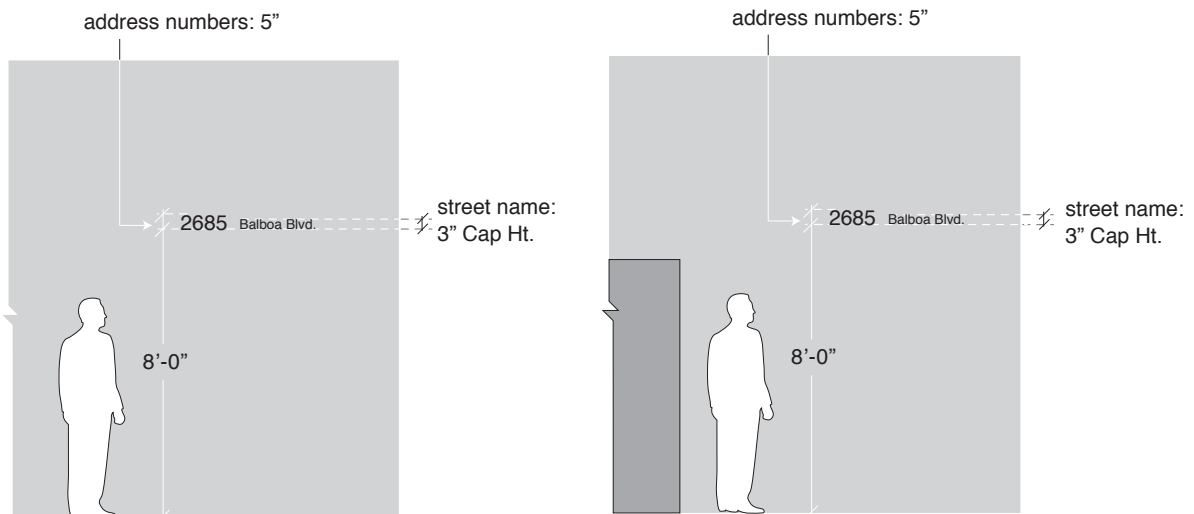 address numbers: 5”
2685 Balboa Blvd.
street name:
3” Cap Ht.
8’-0”
address numbers: 5”
2685 Balboa Blvd.
street name:
3” Cap Ht.
8’-0”